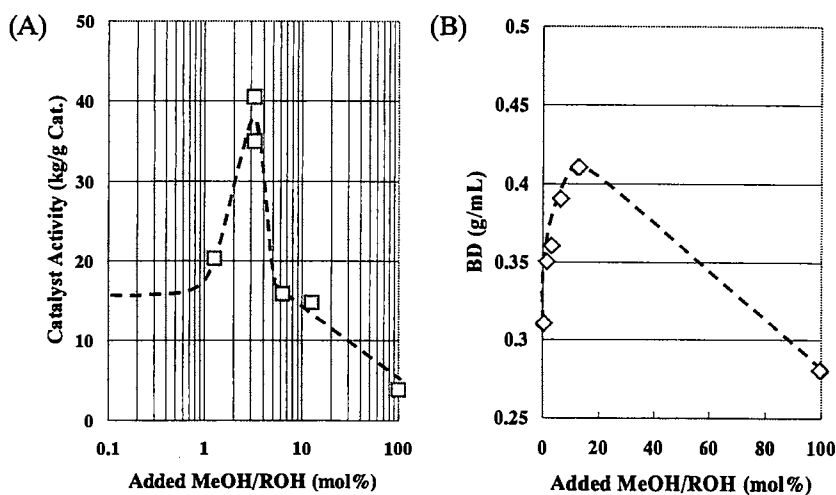 (A)
50
40
30
20
10
0
Catalyst Activity (kg/g Cat.)
0.1 1 10 100
Added MeOH/ROH (mol%)
(B)
0.5
0.45
0.4
0.35
0.3
0.25
BD (g/mL)
0 20 40 60 80 100
Added MeOH/ROH (mol%)